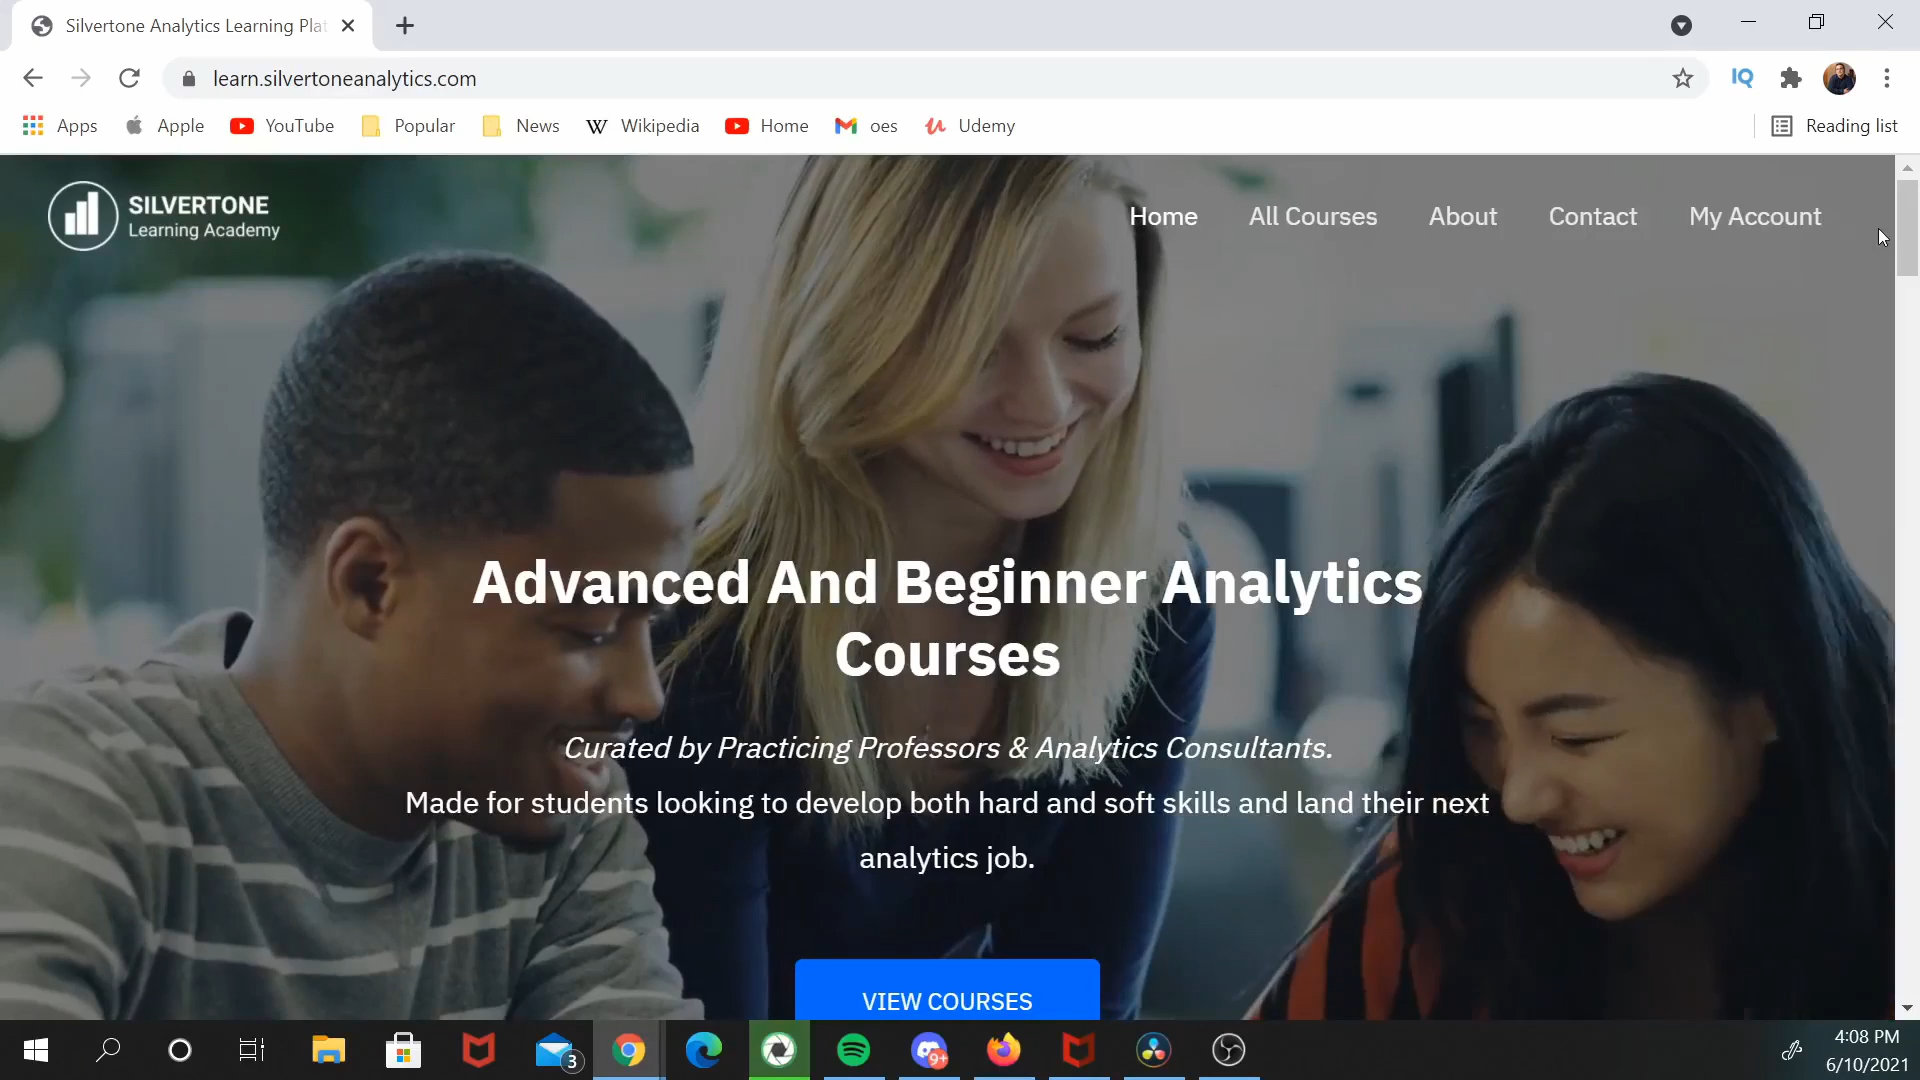 Silvertone Analytics Learning Plat
learn.silvertoneanalytics.com
IQ
Apps
Apple
YouTube
Popular
News
W Wikipedia
Home
oes
Udemy
Reading list
SILVERTONE
Learning Academy
Home
All Courses
About
Contact
My Account
Advanced And Beginner Analytics
Courses
Curated by Practicing Professors & Analytics Consultants.
Made for students looking to develop both hard and soft skills and land their next
analytics job.
VIEW COURSES
3
9+
4:08 PM
6/10/2021